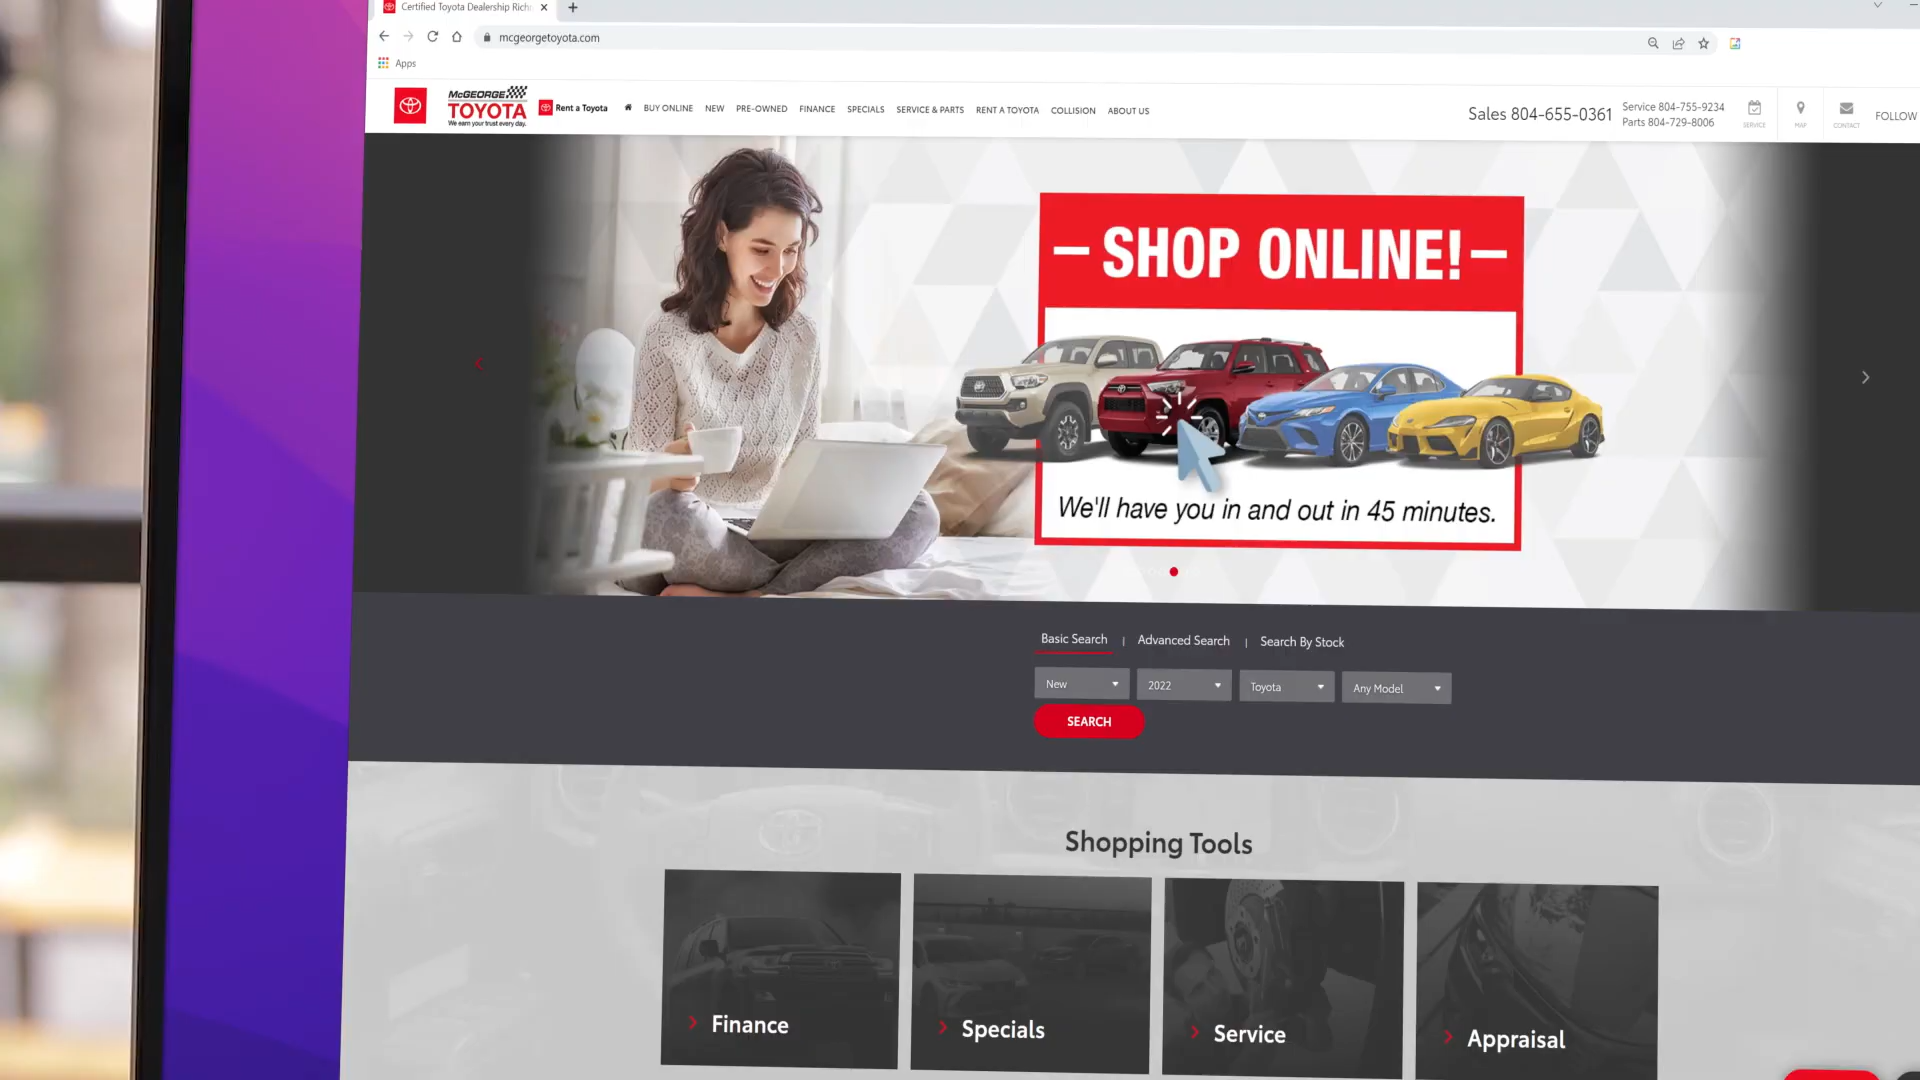 Certified Toyota Dealership Rich
mcgeorgetoyota.com
Apps
McGEORGE
TOYOTA
We earn your trust every day.
Rent a Toyota
BUY ONLINE
NEW
PRE-OWNED
FINANCE
SPECIALS
SERVICE & PARTS
RENT A TOYOTA
COLLISION
ABOUT US
Sales 804-655-0361
Service 804-755-9234
Parts 804-729-8006
SERVICE
MAP
CONTACT
FOLLOW
– SHOP ONLINE! –
We'll have you in and out in 45 minutes.
Basic Search | Advanced Search | Search By Stock
New
2022
Toyota
Any Model
SEARCH
Shopping Tools
Finance
Specials
Service
Appraisal